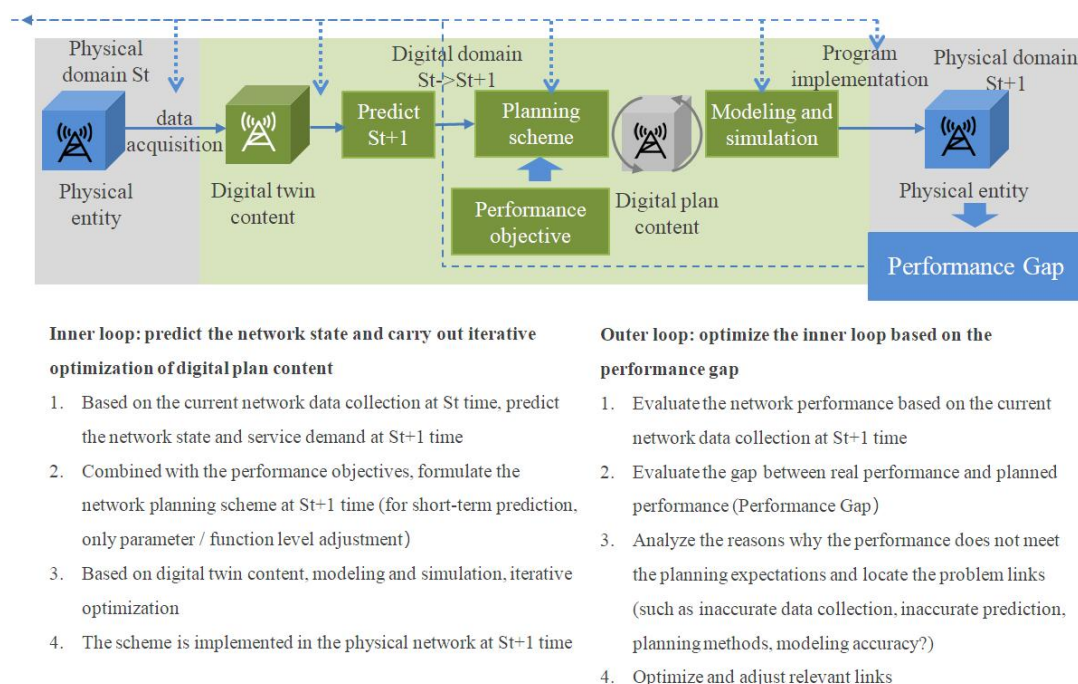 Physical
domain St
Digital domain
St->St+1
Program
implementation
Physical domain
St+1
data
acquisition
Predict
St+1
Planning
scheme
Modeling and
simulation
Physical
entity
Digital twin
content
Performance
objective
Digital plan
content
Physical entity
Performance Gap
Inner loop: predict the network state and carry out iterative
optimization of digital plan content
1. Based on the current network data collection at St time, predict
the network state and service demand at St+1 time
2. Combined with the performance objectives, formulate the
network planning scheme at St+1 time (for short-term prediction,
only parameter / function level adjustment)
3. Based on digital twin content, modeling and simulation, iterative
optimization
4. The scheme is implemented in the physical network at St+1 time
Outer loop: optimize the inner loop based on the
performance gap
1. Evaluate the network performance based on the current
network data collection at St+1 time
2. Evaluate the gap between real performance and planned
performance (Performance Gap)
3. Analyze the reasons why the performance does not meet
the planning expectations and locate the problem links
(such as inaccurate data collection, inaccurate prediction,
planning methods, modeling accuracy?)
4. Optimize and adjust relevant links